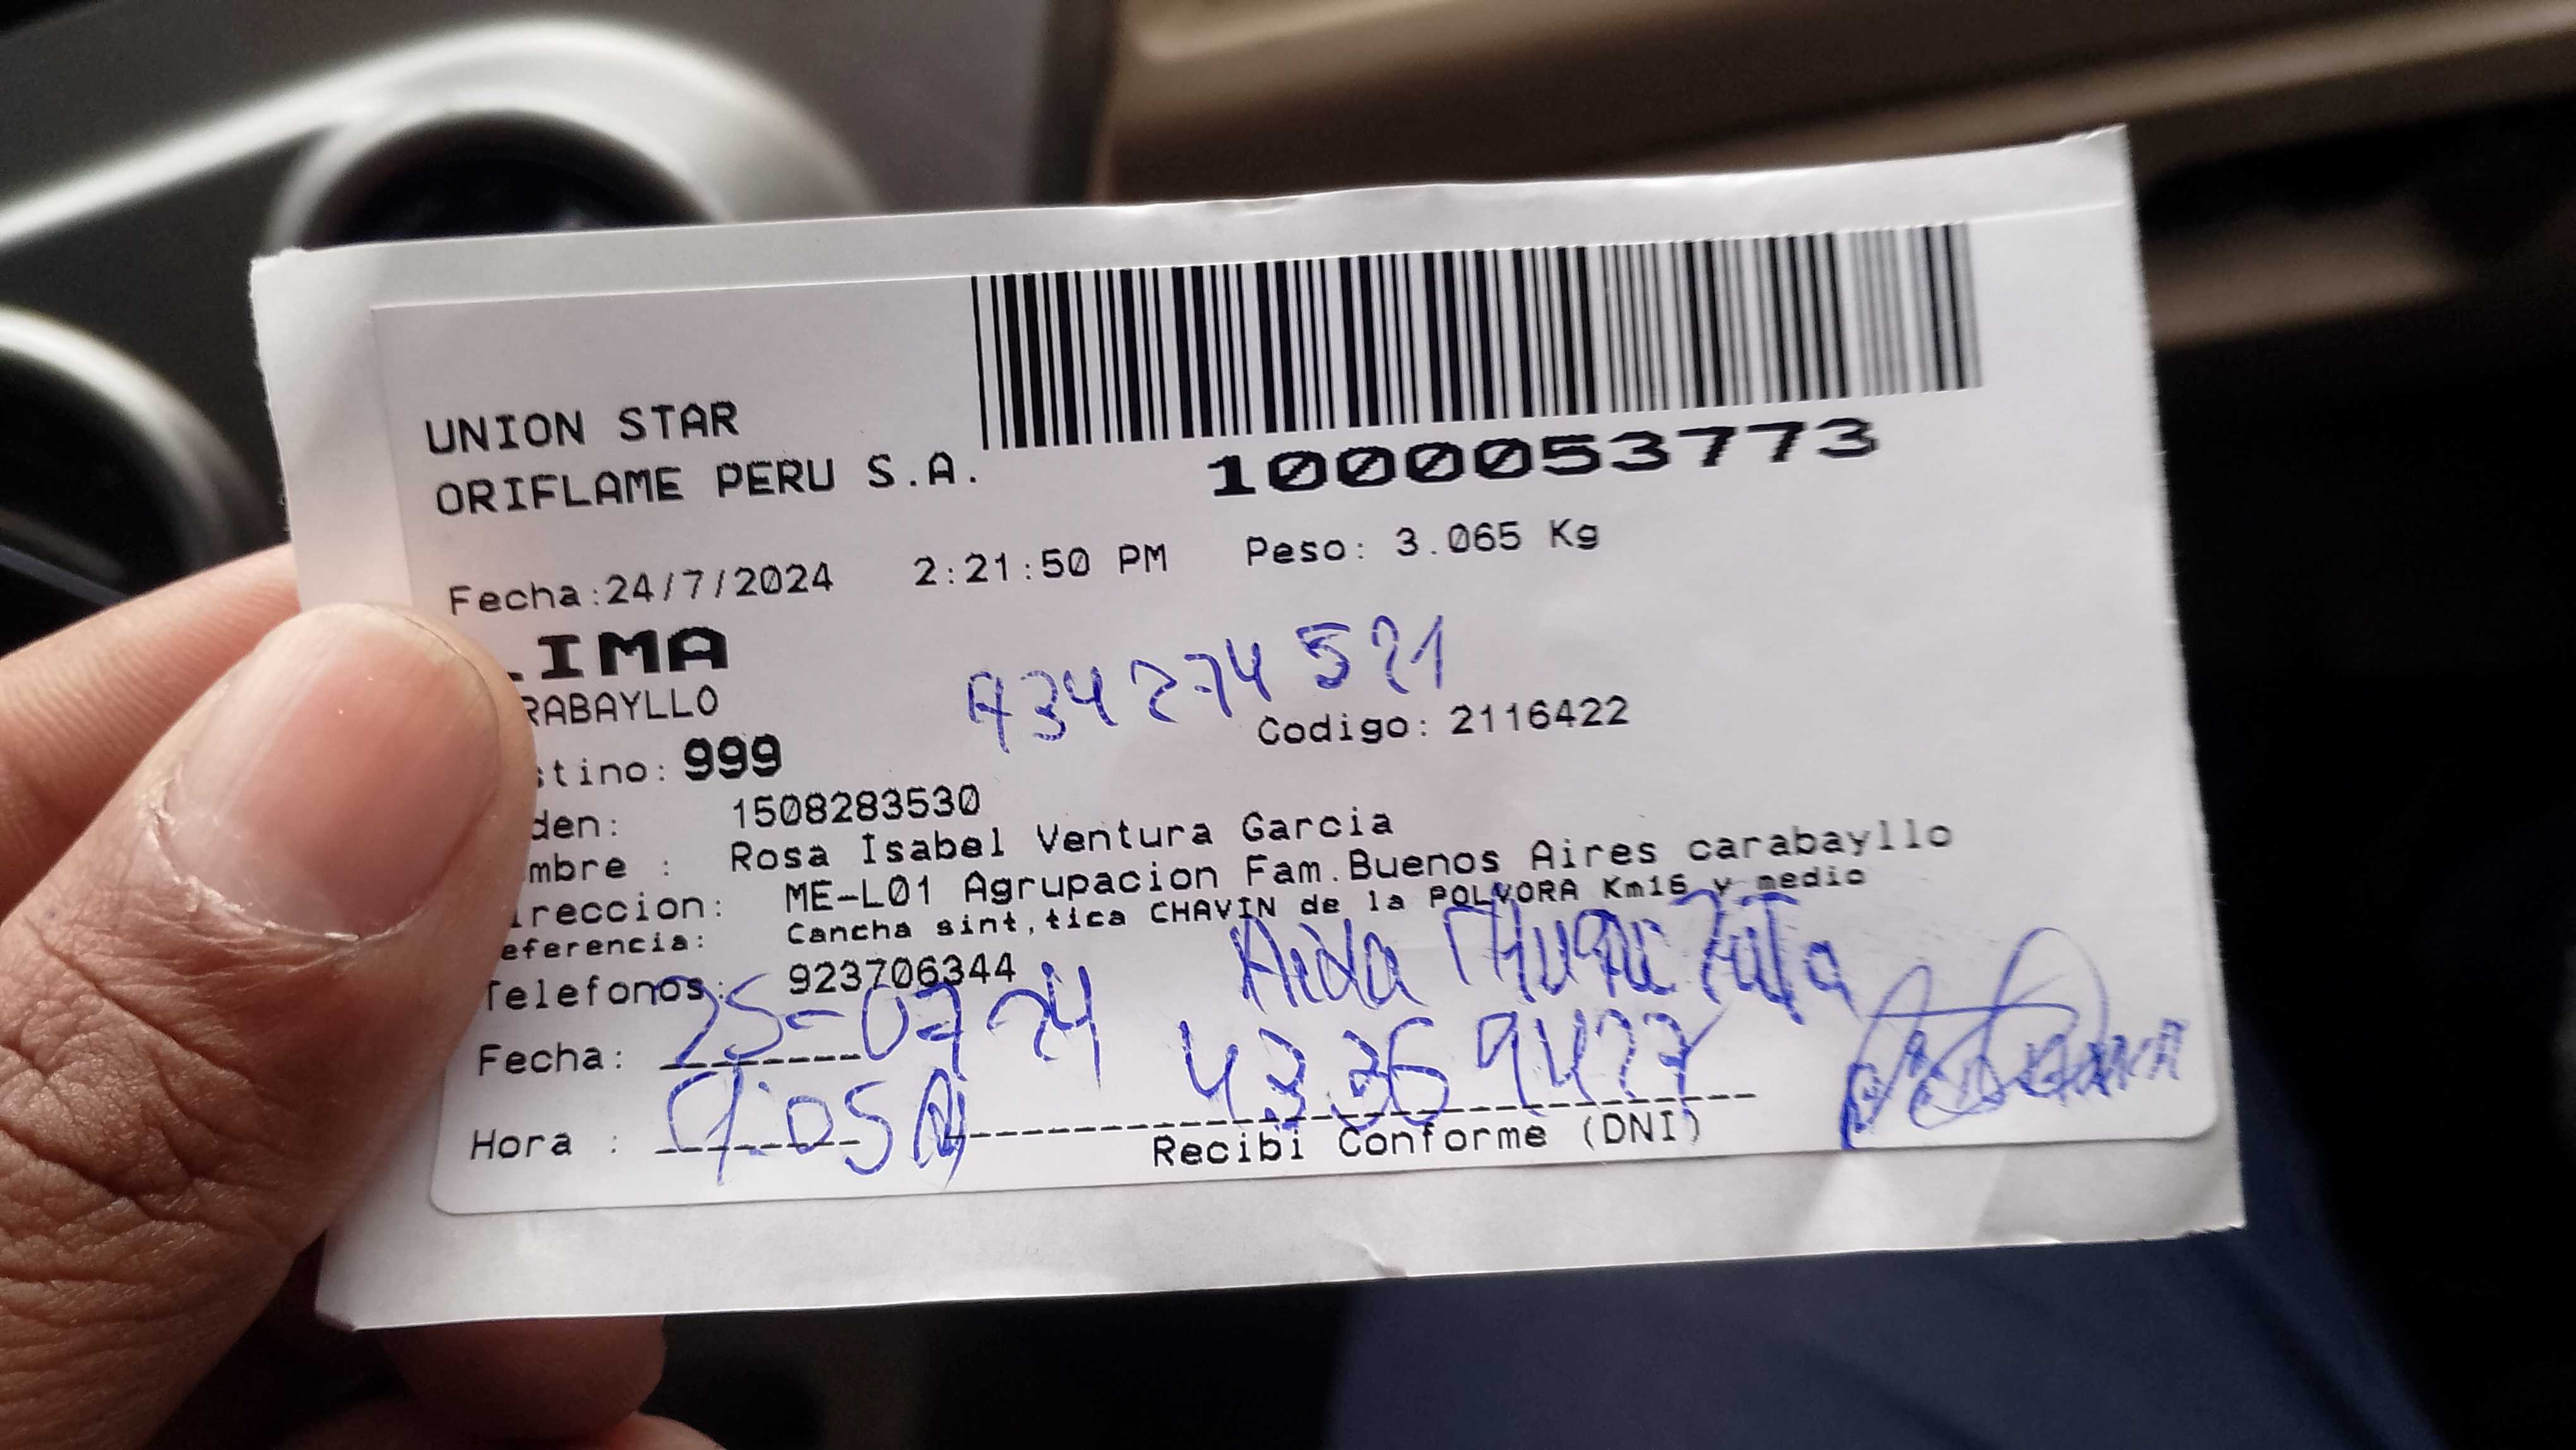 UNION STAR
ORIFLAME PERU S.A.
1000053773
Fecha:24/7/2024 2:21:50 PM Peso: 3.065 Kg
IMA
RABAYLLO
934274521
stino: 999 Codigo: 2116422
den: 1508283530
mbre : Rosa Isabel Ventura Garcia
ireccion: ME-L01 Agrupacion Fam.Buenos Aires carabayllo
eferencia: Cancha sint,tica CHAVIN de la POLVORA Km16 y medio
Telefonos: 923706344
Aida
Fecha: 25-07-24
Hora : 9:05
Recibi Conforme (DNI)